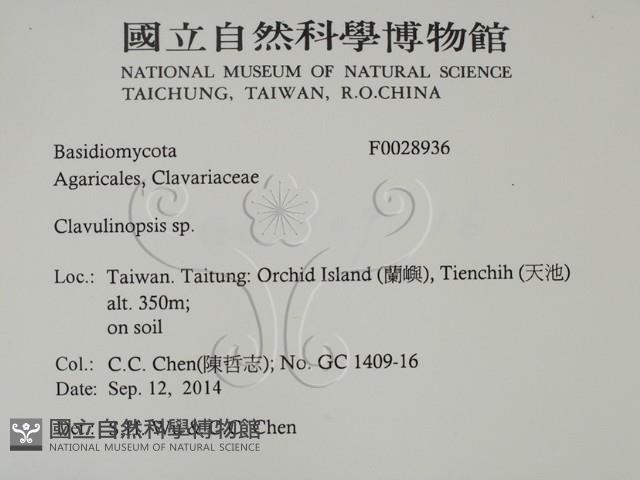 國立自然科學博物館
NATIONAL MUSEUM OF NATURAL SCIENCE
TAICHUNG, TAIWAN, R.O.CHINA
Basidiomycota F0028936
Agaricales, Clavariaceae
Clavulinopsis sp.
Loc.: Taiwan. Taitung: Orchid Island (蘭嶼), Tienchih (天池)
alt. 350m;
on soil
Col.: C.C. Chen(陳哲志); No. GC 1409-16
Date: Sep. 12, 2014
Det.: S.H. Wu & C.C. Chen
國立自然科學博物館
NATIONAL MUSEUM OF NATURAL SCIENCE